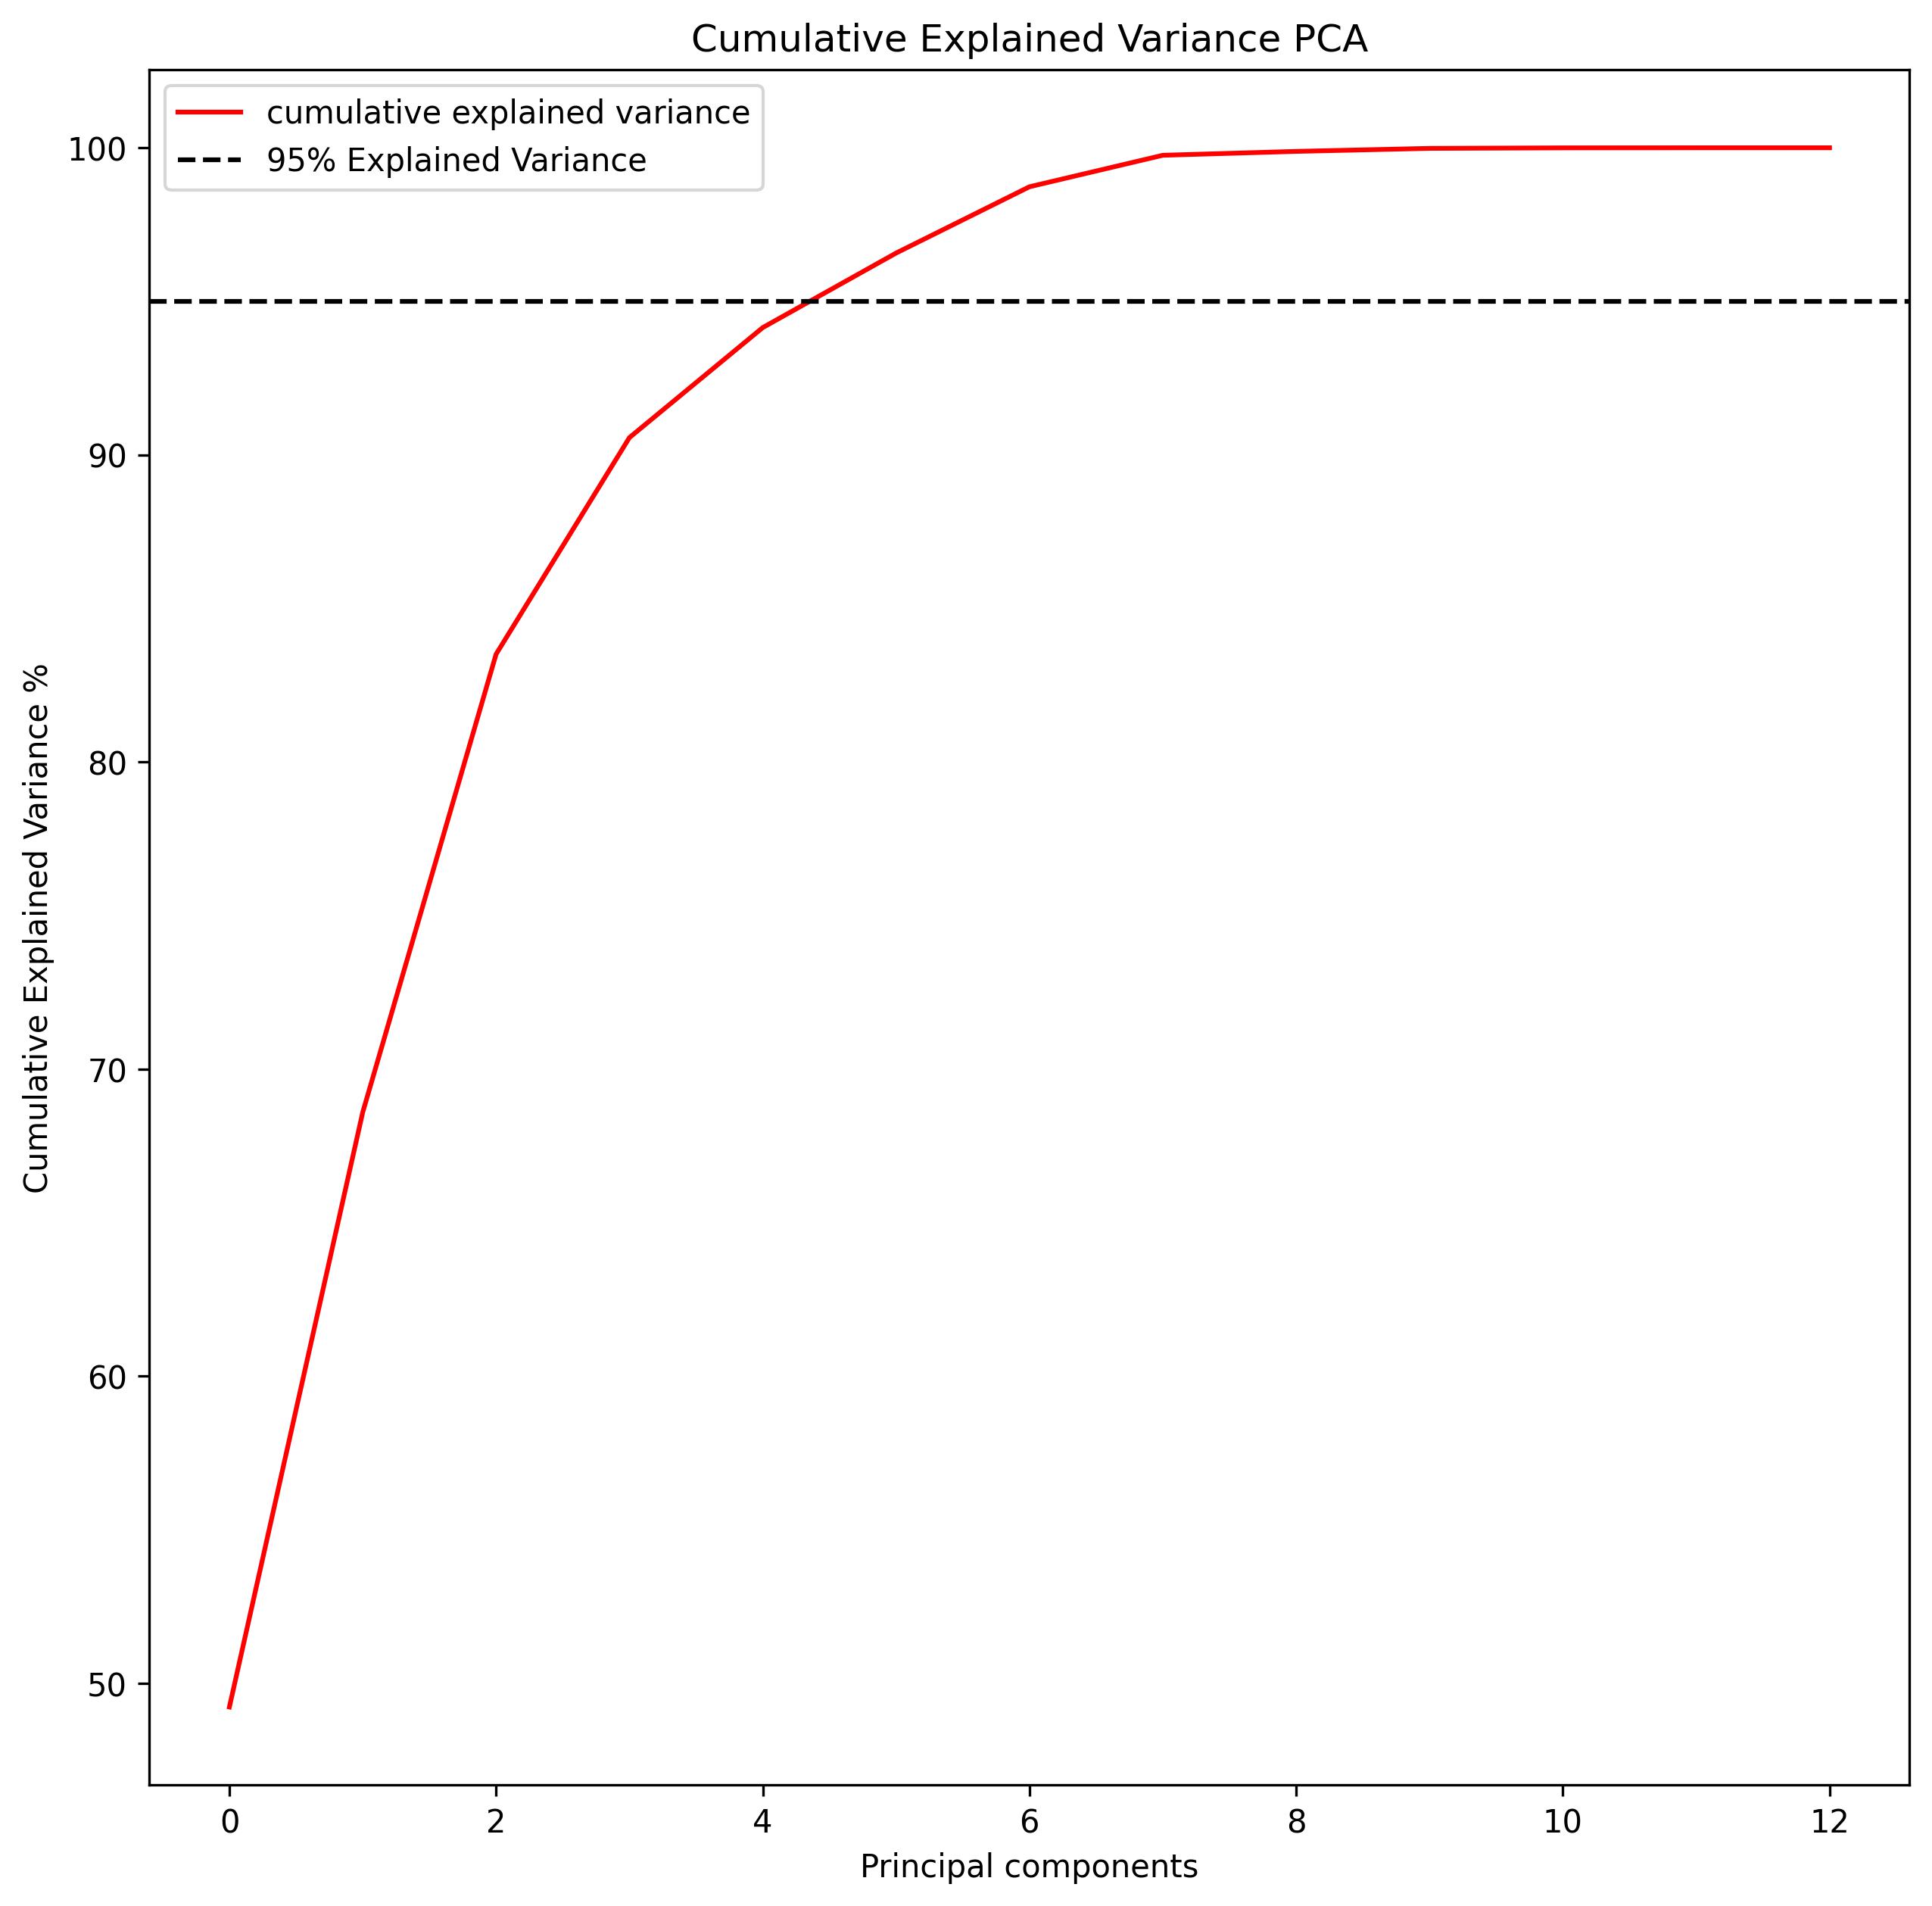 Cumulative Explained Variance PCA
cumulative explained variance
95% Explained Variance
100
90
80
70
60
50
Cumulative Explained Variance %
0 2 4 6 8 10 12
Principal components